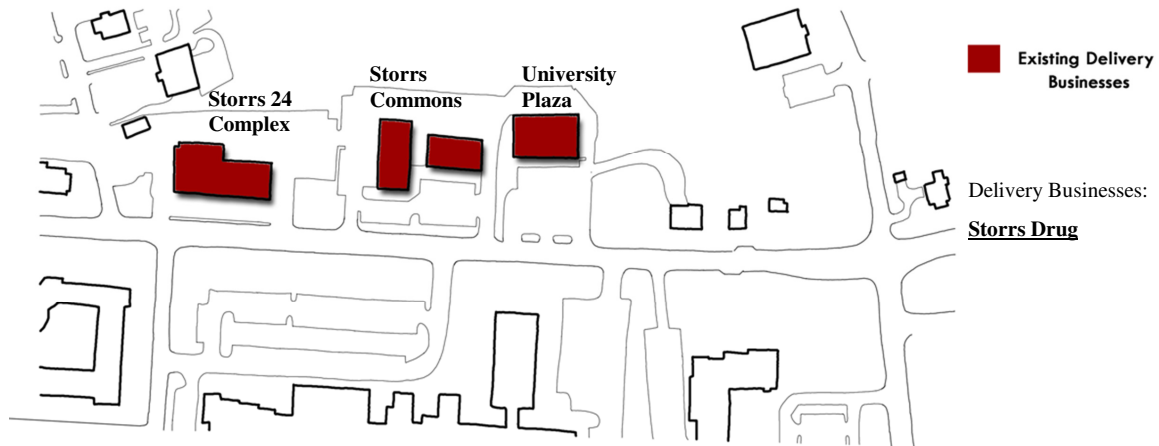 Storrs 24
Complex
Storrs
Commons
University
Plaza
Existing Delivery
Businesses
Delivery Businesses:
Storrs Drug